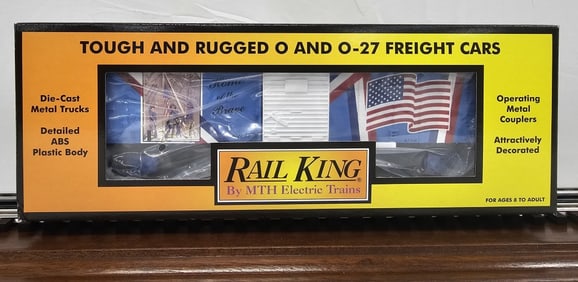 TOUGH AND RUGGED O AND O-27 FREIGHT CARS
Die-Cast
Metal Trucks
Detailed
ABS
Plastic Body
Home
of the
Brave
Operating
Metal
Couplers
Attractively
Decorated
RAIL KING®
By MTH Electric Trains
FOR AGES 8 TO ADULT